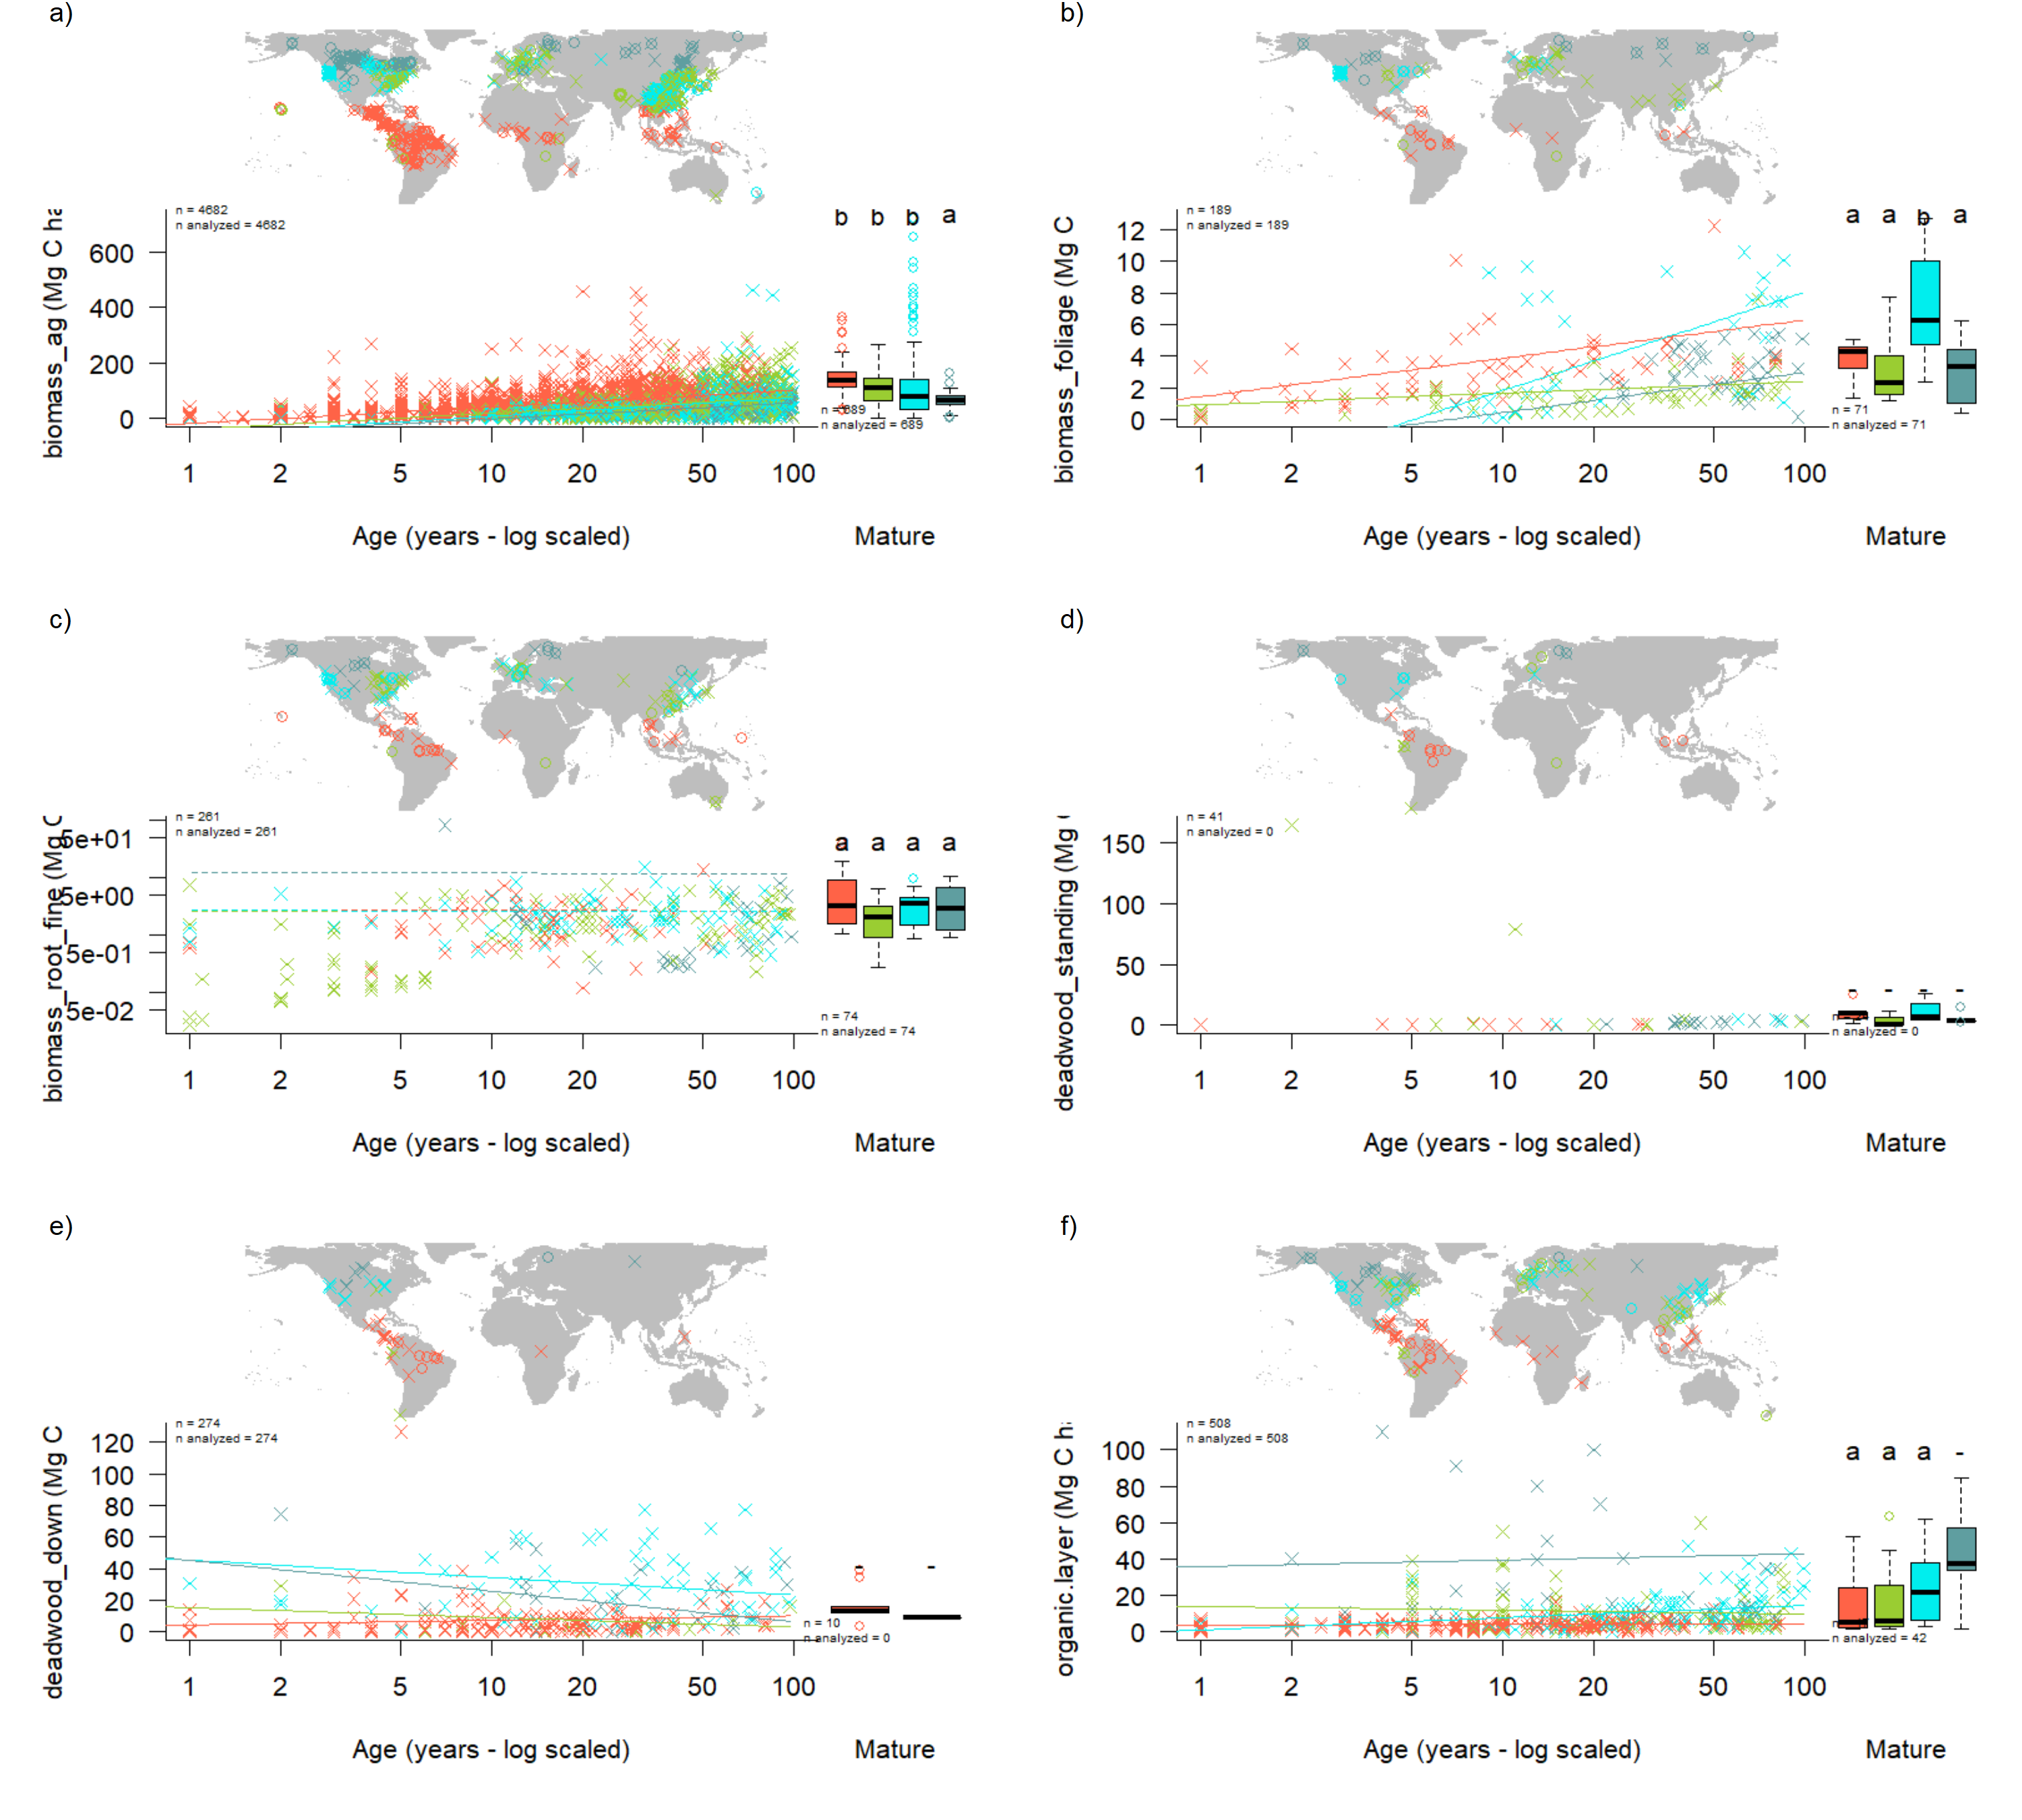 a)
n = 4682
n analyzed = 4682
b b b a
biomass_ag (Mg C
600
400
200
0
n = 689
n analyzed = 689
1 2 5 10 20 50 100
Age (years - log scaled) Mature
b)
n = 189
n analyzed = 189
a a b a
biomass_foliage (Mg C
12
10
8
6
4
2
0
n = 71
n analyzed = 71
1 2 5 10 20 50 100
Age (years - log scaled) Mature
c)
n = 261
n analyzed = 261
a a a a
biomass_root_fine (Mg C
5e+01
5e+00
5e-01
5e-02
n = 74
n analyzed = 74
1 2 5 10 20 50 100
Age (years - log scaled) Mature
d)
n = 41
n analyzed = 0
- - - -
deadwood_standing (Mg
150
100
50
0
n analyzed = 0
1 2 5 10 20 50 100
Age (years - log scaled) Mature
e)
n = 274
n analyzed = 274
- -
deadwood_down (Mg C
120
100
80
60
40
20
0
n = 10
n analyzed = 0
1 2 5 10 20 50 100
Age (years - log scaled) Mature
f)
n = 508
n analyzed = 508
a a a -
organic.layer (Mg C
100
80
60
40
20
0
n analyzed = 42
1 2 5 10 20 50 100
Age (years - log scaled) Mature